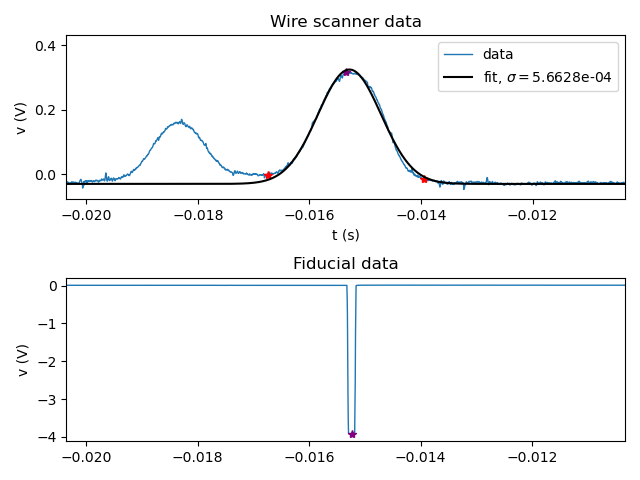 Wire scanner data
v (V)
0.4
0.2
0.0
data
fit, σ = 5.6628e-04
−0.020
−0.018
−0.016
−0.014
−0.012
t (s)
Fiducial data
v (V)
0
−1
−2
−3
−4
−0.020
−0.018
−0.016
−0.014
−0.012